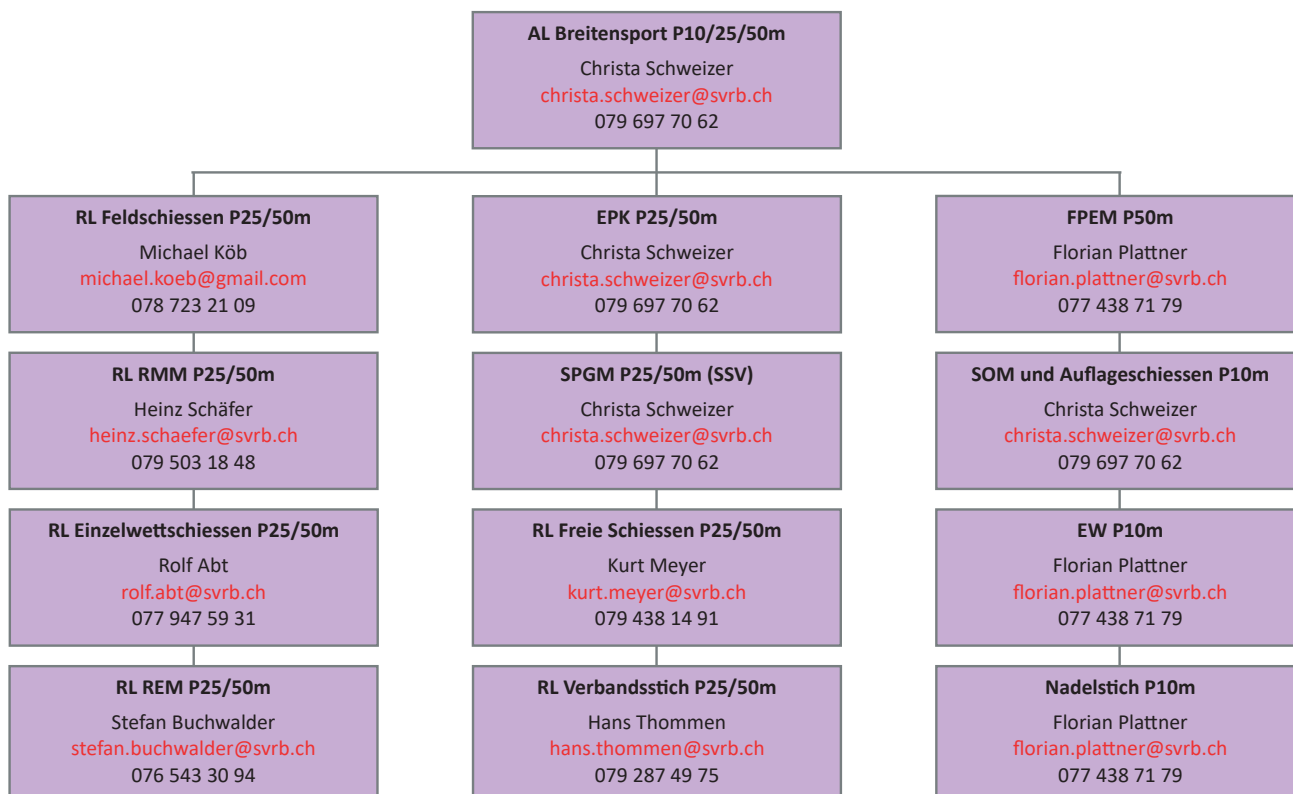 AL Breitensport P10/25/50m
Christa Schweizer
christa.schweizer@svrb.ch
079 697 70 62
RL Feldschiessen P25/50m
Michael Köb
michael.koeb@gmail.com
078 723 21 09
RL RMM P25/50m
Heinz Schäfer
heinz.schaefer@svrb.ch
079 503 18 48
RL Einzelwettschiessen P25/50m
Rolf Abt
rolf.abt@svrb.ch
077 947 59 31
RL REM P25/50m
Stefan Buchwalder
stefan.buchwalder@svrb.ch
076 543 30 94
EPK P25/50m
Christa Schweizer
christa.schweizer@svrb.ch
079 697 70 62
SPGM P25/50m (SSV)
Christa Schweizer
christa.schweizer@svrb.ch
079 697 70 62
RL Freie Schiessen P25/50m
Kurt Meyer
kurt.meyer@svrb.ch
079 438 14 91
RL Verbandsstich P25/50m
Hans Thommen
hans.thommen@svrb.ch
079 287 49 75
FPEM P50m
Florian Plattner
florian.plattner@svrb.ch
077 438 71 79
SOM und Auflageschiessen P10m
Christa Schweizer
christa.schweizer@svrb.ch
079 697 70 62
EW P10m
Florian Plattner
florian.plattner@svrb.ch
077 438 71 79
Nadelstich P10m
Florian Plattner
florian.plattner@svrb.ch
077 438 71 79